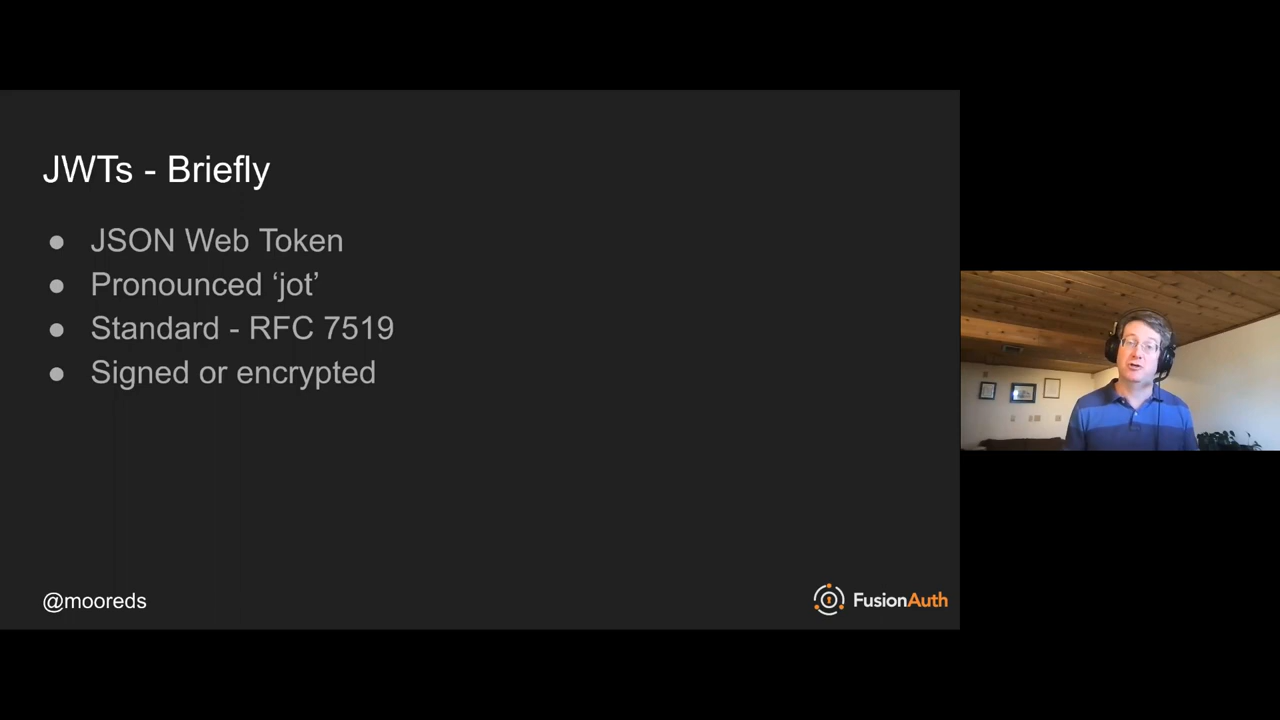 JWTs - Briefly
● JSON Web Token
● Pronounced ‘jot’
● Standard - RFC 7519
● Signed or encrypted
@mooreds
FusionAuth